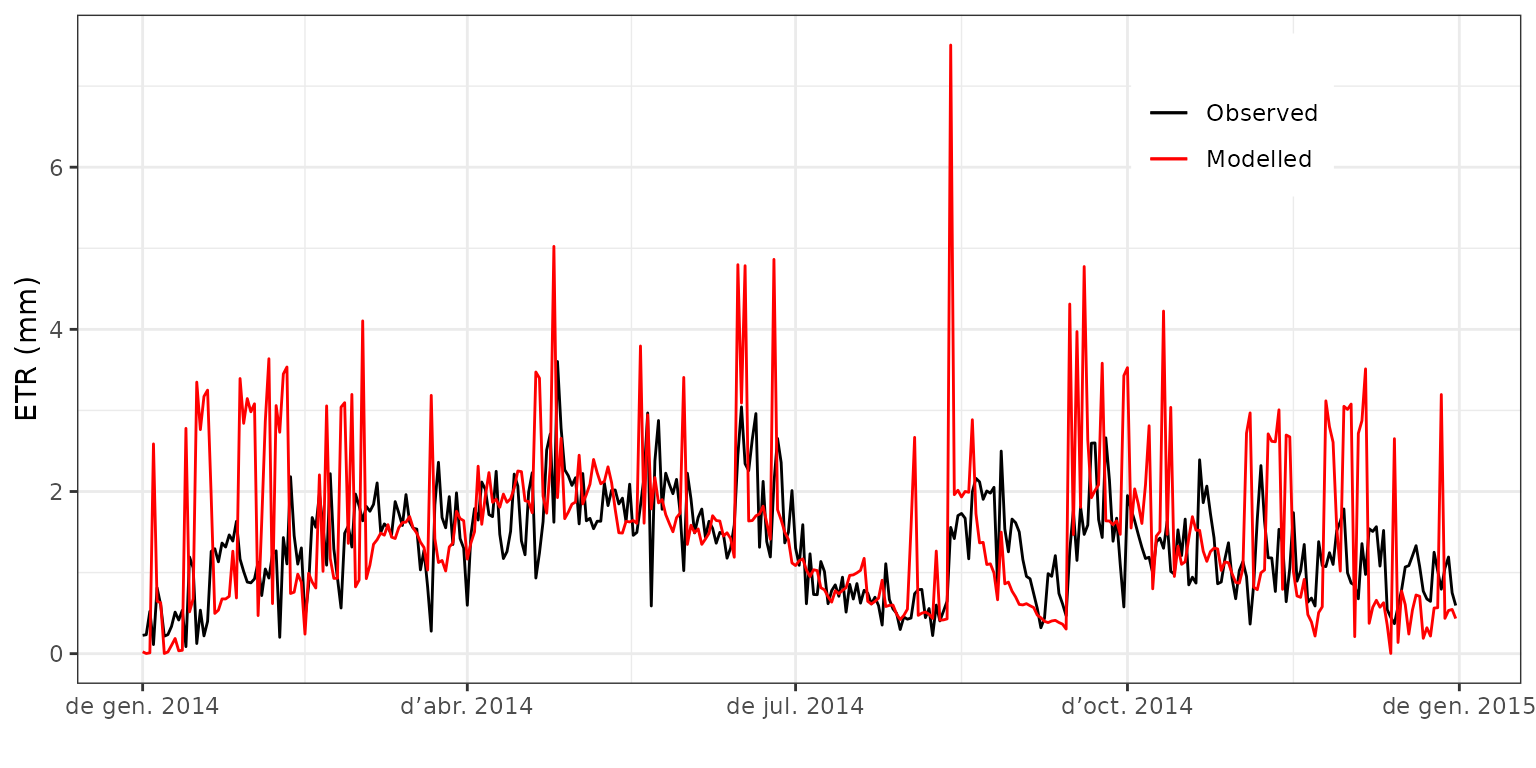 ETR (mm)
6
4
2
0
Observed
Modelled
de gen. 2014
d’abr. 2014
de jul. 2014
d’oct. 2014
de gen. 2015